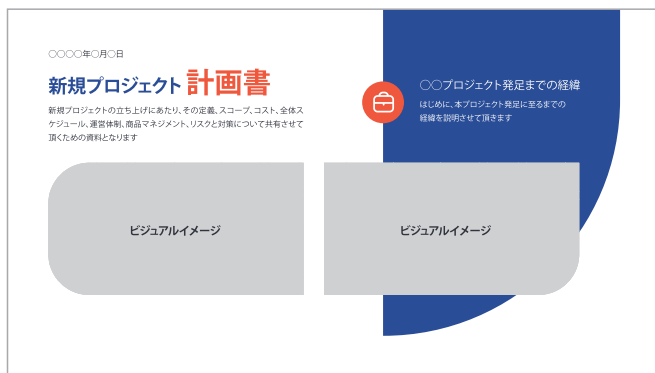 ○○○○年○月○日
新規プロジェクト 計画書
新規プロジェクトの立ち上げにあたり、その定義、スコープ、コスト、全体ス
ケジュール、運営体制、商品マネジメント、リスクと対策について共有させて
頂くための資料となります
○○プロジェクト発足までの経緯
はじめに、本プロジェクト発足に至るまでの
経緯を説明させて頂きます
ビジュアルイメージ
ビジュアルイメージ